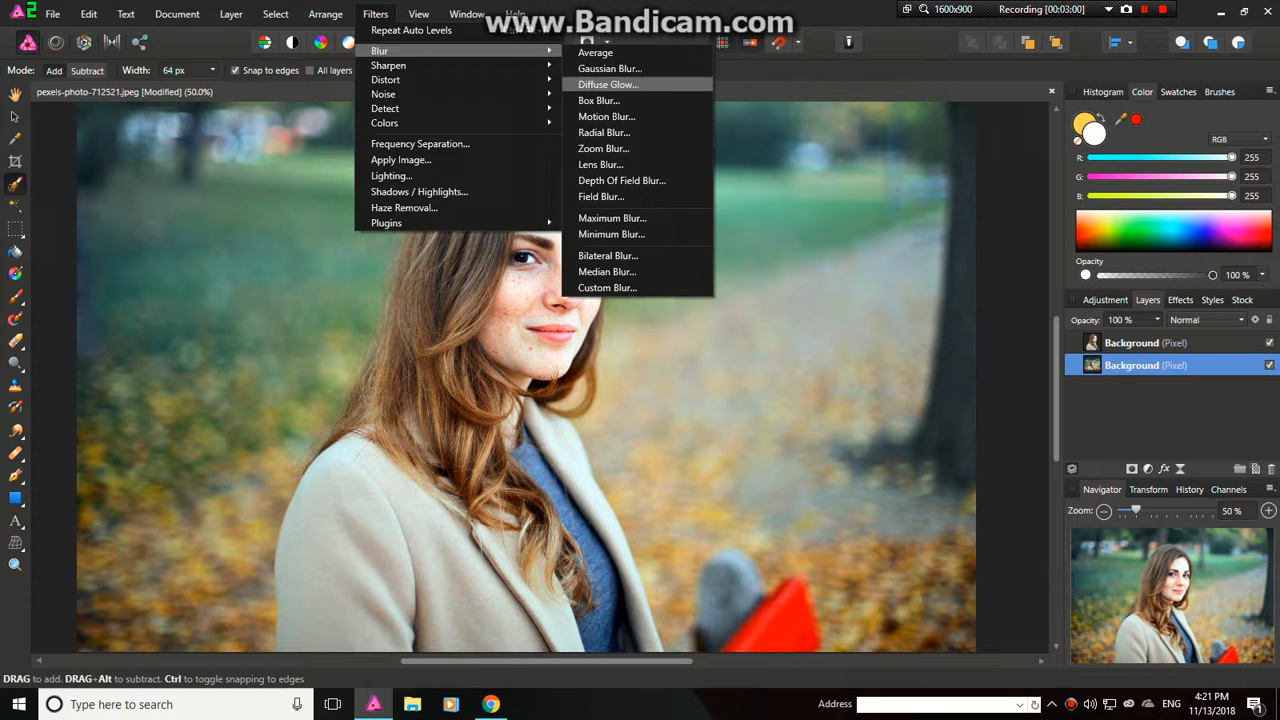 2
File Edit Text Document Layer Select Arrange Filters View Window Help
www.Bandicam.com
1600x900 Recording [00:03:00]
Mode: Add Subtract Width: 64 px Snap to edges All layers
pexels-photo-712521.jpeg [Modified] (50.0%)
Repeat Auto Levels
Blur
Sharpen
Distort
Noise
Detect
Colors
Frequency Separation...
Apply Image...
Lighting...
Shadows / Highlights...
Haze Removal...
Plugins
Average
Gaussian Blur...
Diffuse Glow...
Box Blur...
Motion Blur...
Radial Blur...
Zoom Blur...
Lens Blur...
Depth Of Field Blur...
Field Blur...
Maximum Blur...
Minimum Blur...
Bilateral Blur...
Median Blur...
Custom Blur...
Histogram Color Swatches Brushes
RGB
R: 255
G: 255
B: 255
Opacity
100 %
Adjustment Layers Effects Styles Stock
Opacity: 100 % Normal
Background (Pixel)
Background (Pixel)
Navigator Transform History Channels
Zoom: 50 %
DRAG to add. DRAG+Alt to subtract. Ctrl to toggle snapping to edges
Type here to search
Address
ENG
4:21 PM
11/13/2018
1